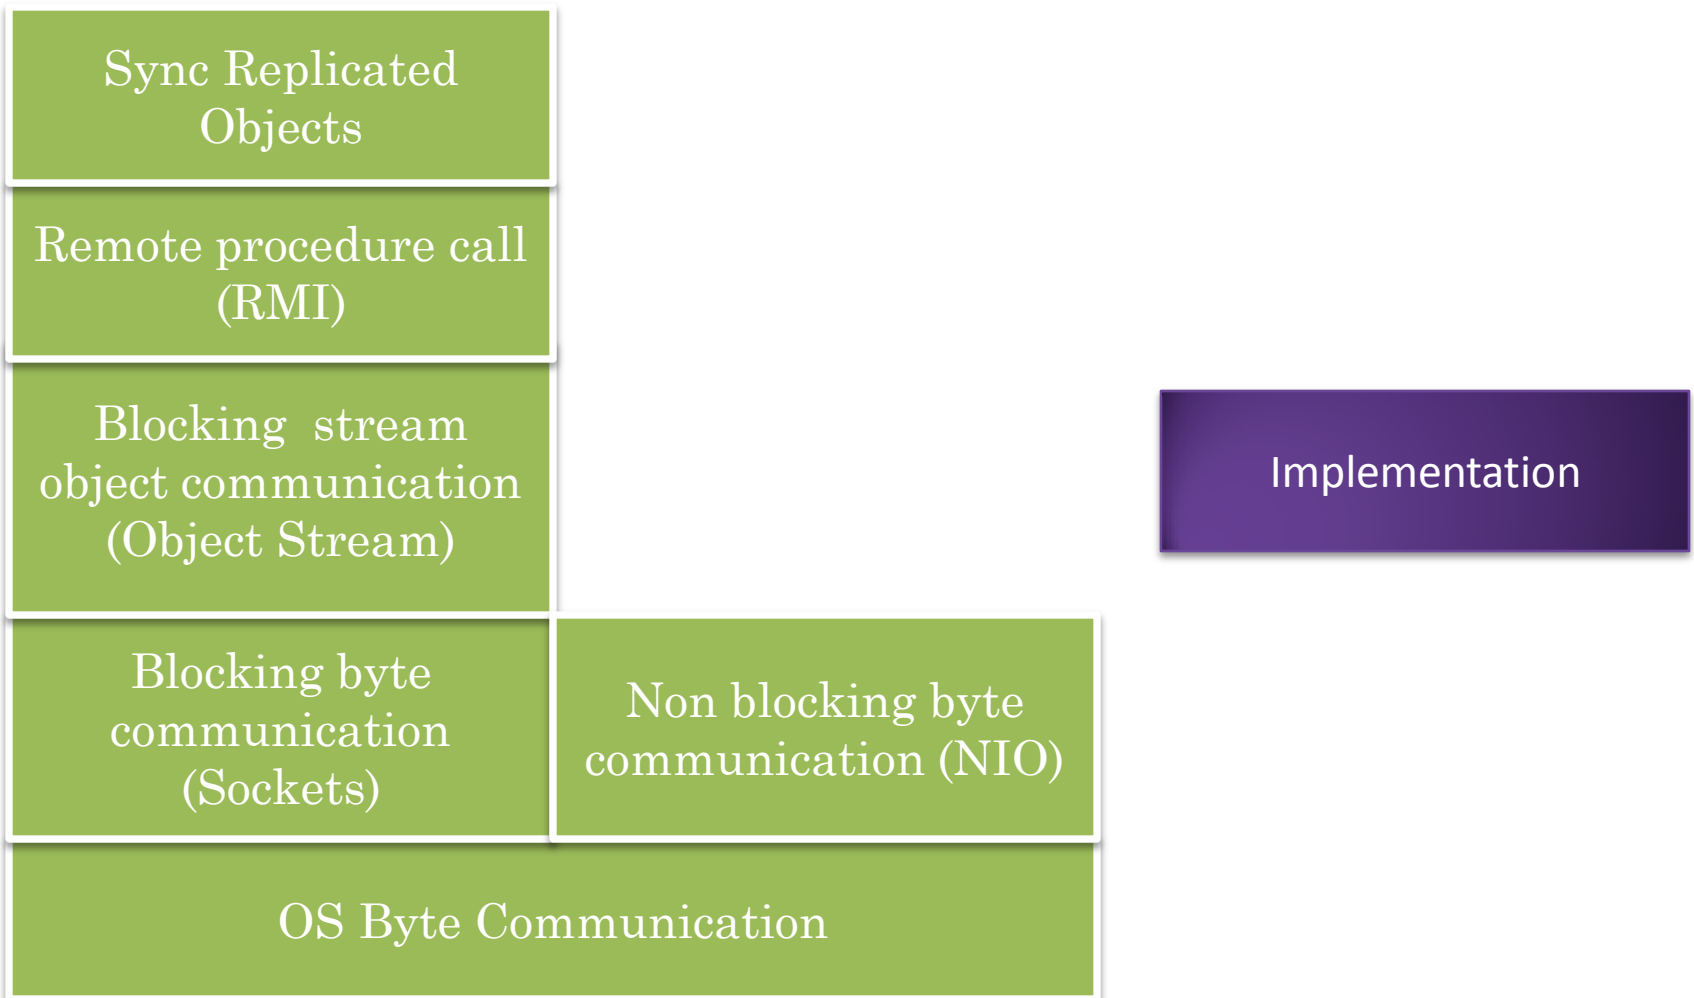 Sync Replicated
Objects
Remote procedure call
(RMI)
Blocking stream
object communication
(Object Stream)
Implementation
Blocking byte
communication
(Sockets)
Non blocking byte
communication (NIO)
OS Byte Communication